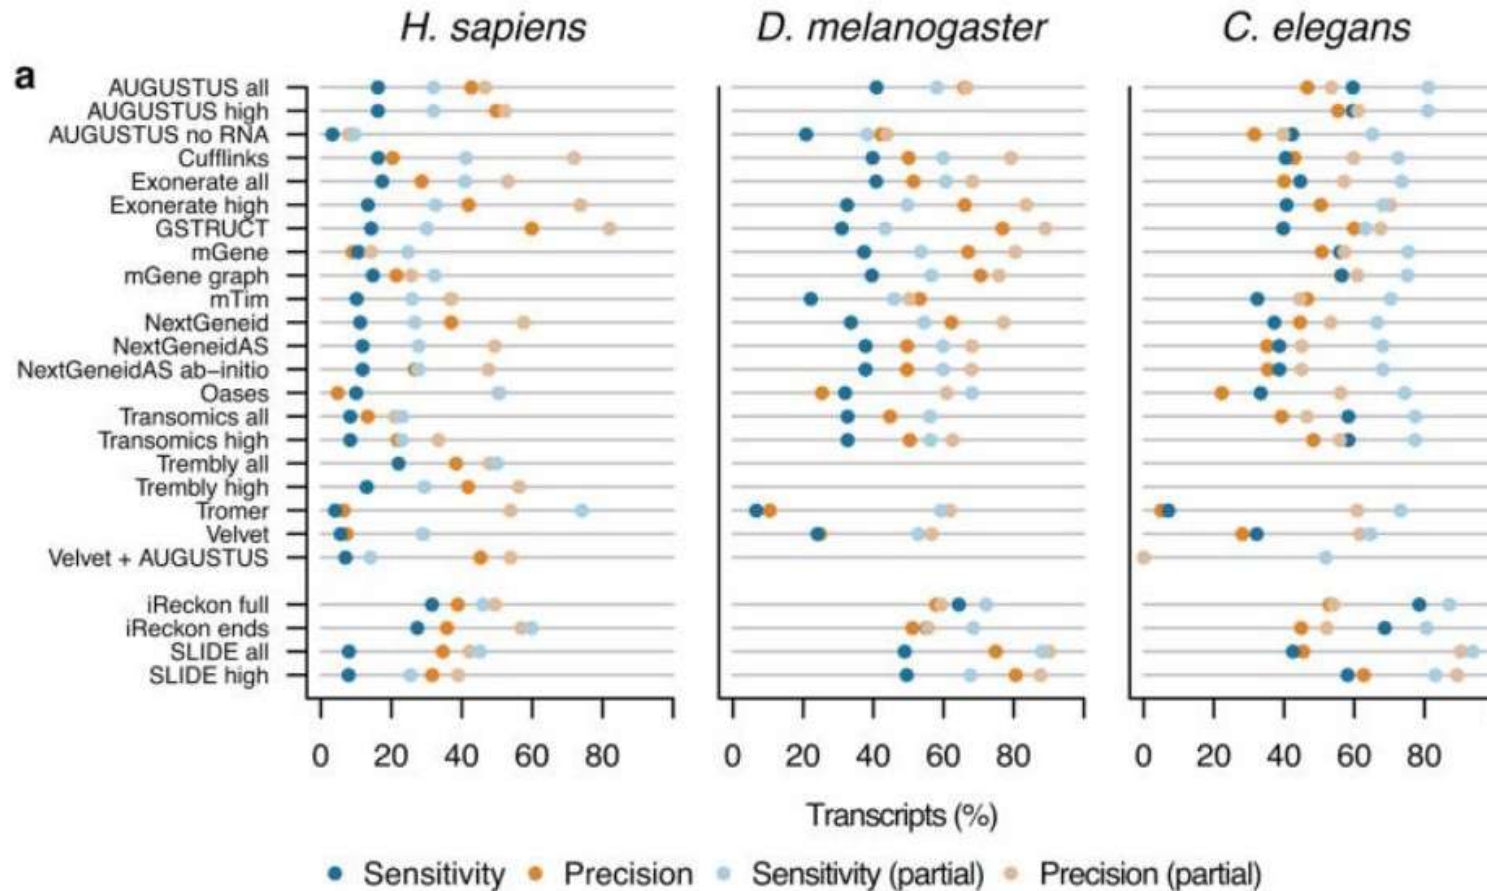 H. sapiens D. melanogaster C. elegans
a
AUGUSTUS all
AUGUSTUS high
AUGUSTUS no RNA
Cufflinks
Exonerate all
Exonerate high
GSTRUCT
mGene
mGene graph
mTim
NextGeneid
NextGeneidAS
NextGeneidAS ab−initio
Oases
Transomics all
Transomics high
Trembly all
Trembly high
Tromer
Velvet
Velvet + AUGUSTUS
iReckon full
iReckon ends
SLIDE all
SLIDE high
0 20 40 60 80 0 20 40 60 80 0 20 40 60 80
Transcripts (%)
Sensitivity Precision Sensitivity (partial) Precision (partial)